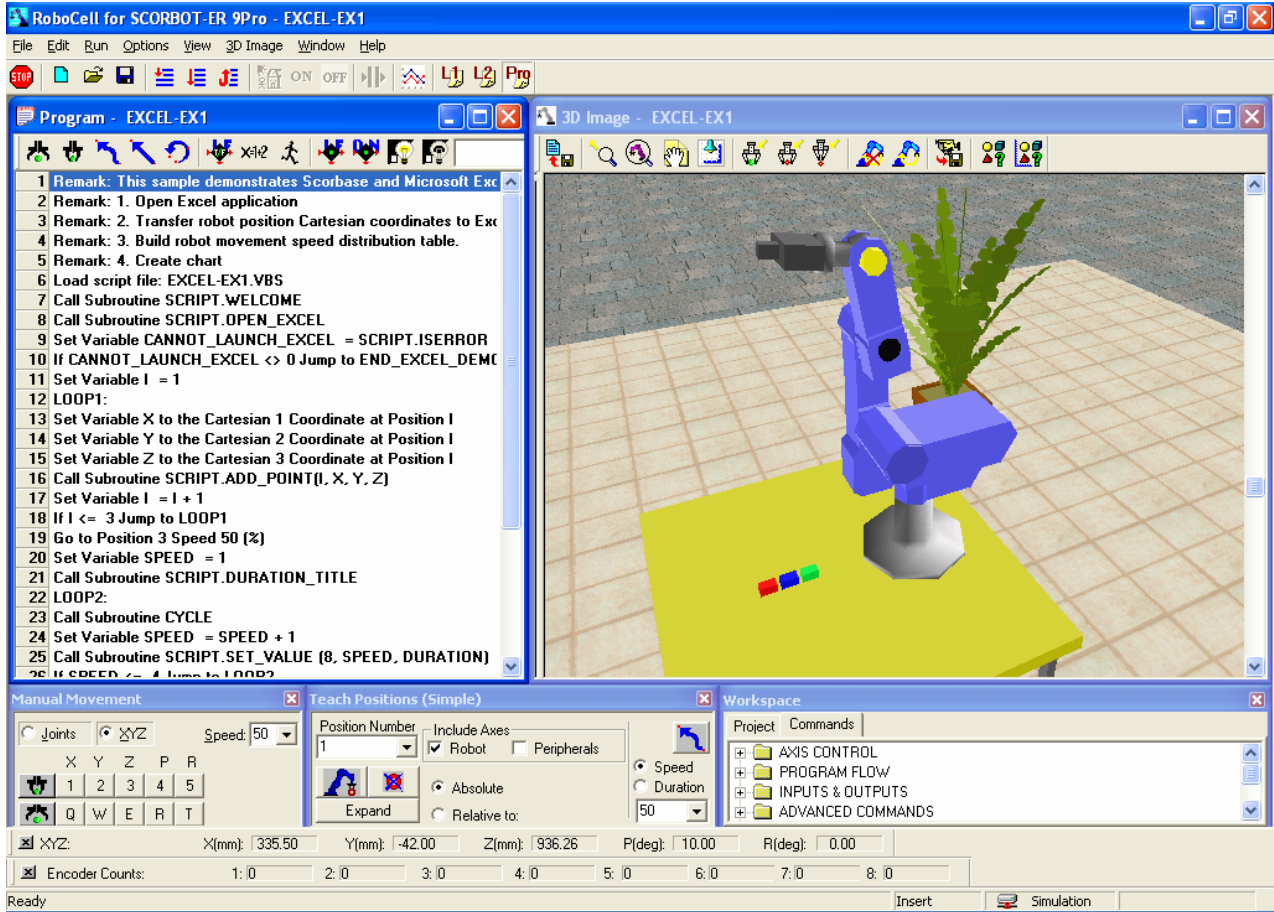 RoboCell for SCORBOT-ER 9Pro - EXCEL-EX1
File Edit Run Options View 3D Image Window Help
STOP ON OFF L1 L2 Prg
Program - EXCEL-EX1
1 Remark: This sample demonstrates Scorbase and Microsoft Exc
2 Remark: 1. Open Excel application
3 Remark: 2. Transfer robot position Cartesian coordinates to Exc
4 Remark: 3. Build robot movement speed distribution table.
5 Remark: 4. Create chart
6 Load script file: EXCEL-EX1.VBS
7 Call Subroutine SCRIPT.WELCOME
8 Call Subroutine SCRIPT.OPEN_EXCEL
9 Set Variable CANNOT_LAUNCH_EXCEL = SCRIPT.ISERROR
10 If CANNOT_LAUNCH_EXCEL <> 0 Jump to END_EXCEL_DEMO
11 Set Variable I = 1
12 LOOP1:
13 Set Variable X to the Cartesian 1 Coordinate at Position I
14 Set Variable Y to the Cartesian 2 Coordinate at Position I
15 Set Variable Z to the Cartesian 3 Coordinate at Position I
16 Call Subroutine SCRIPT.ADD_POINT(I, X, Y, Z)
17 Set Variable I = I + 1
18 If I <= 3 Jump to LOOP1
19 Go to Position 3 Speed 50 (%)
20 Set Variable SPEED = 1
21 Call Subroutine SCRIPT.DURATION_TITLE
22 LOOP2:
23 Call Subroutine CYCLE
24 Set Variable SPEED = SPEED + 1
25 Call Subroutine SCRIPT.SET_VALUE (8, SPEED, DURATION)
26 If SPEED <= 4 Jump to LOOP2
3D Image - EXCEL-EX1
Manual Movement
Joints XYZ Speed: 50
X Y Z P R
1 2 3 4 5
Q W E R T
Teach Positions (Simple)
Position Number
1
Include Axes
Robot Peripherals
Expand
Absolute
Relative to:
Speed
Duration
50
Workspace
Project Commands
AXIS CONTROL
PROGRAM FLOW
INPUTS & OUTPUTS
ADVANCED COMMANDS
XYZ: X(mm): 335.50 Y(mm): -42.00 Z(mm): 936.26 P(deg): 10.00 R(deg): 0.00
Encoder Counts: 1: 0 2: 0 3: 0 4: 0 5: 0 6: 0 7: 0 8: 0
Ready Insert Simulation